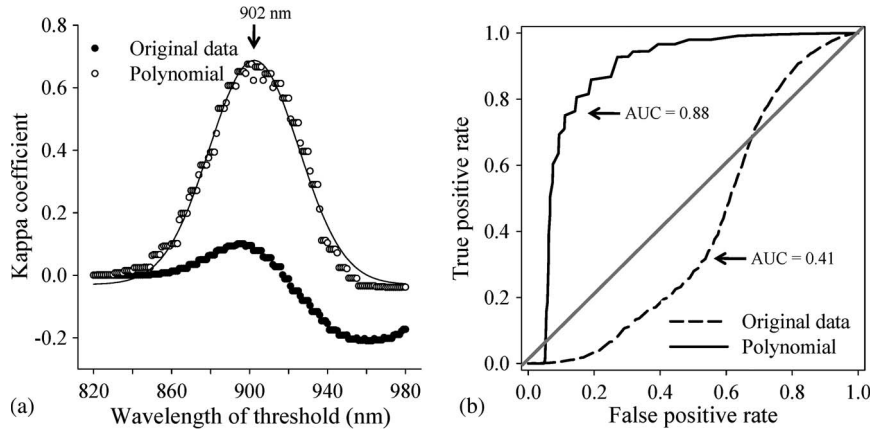 902 nm
Original data
Polynomial
Kappa coefficient
0.8
0.6
0.4
0.2
0.0
-0.2
820 860 900 940 980
(a)
Wavelength of threshold (nm)
True positive rate
1.0
0.8
0.6
0.4
0.2
0.0
AUC = 0.88
AUC = 0.41
Original data
Polynomial
0.0 0.2 0.4 0.6 0.8 1.0
(b)
False positive rate